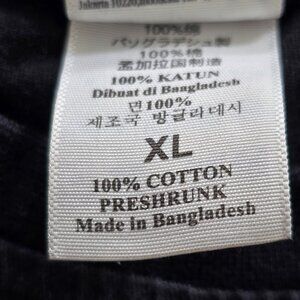 Jakarta 10220,
100%綿
バングラデシュ製
100%棉
孟加拉国制造
100% KATUN
Dibuat di Bangladesh
면100%
제조국 방글라데시
XL
100% COTTON
PRESHRUNK
Made in Bangladesh